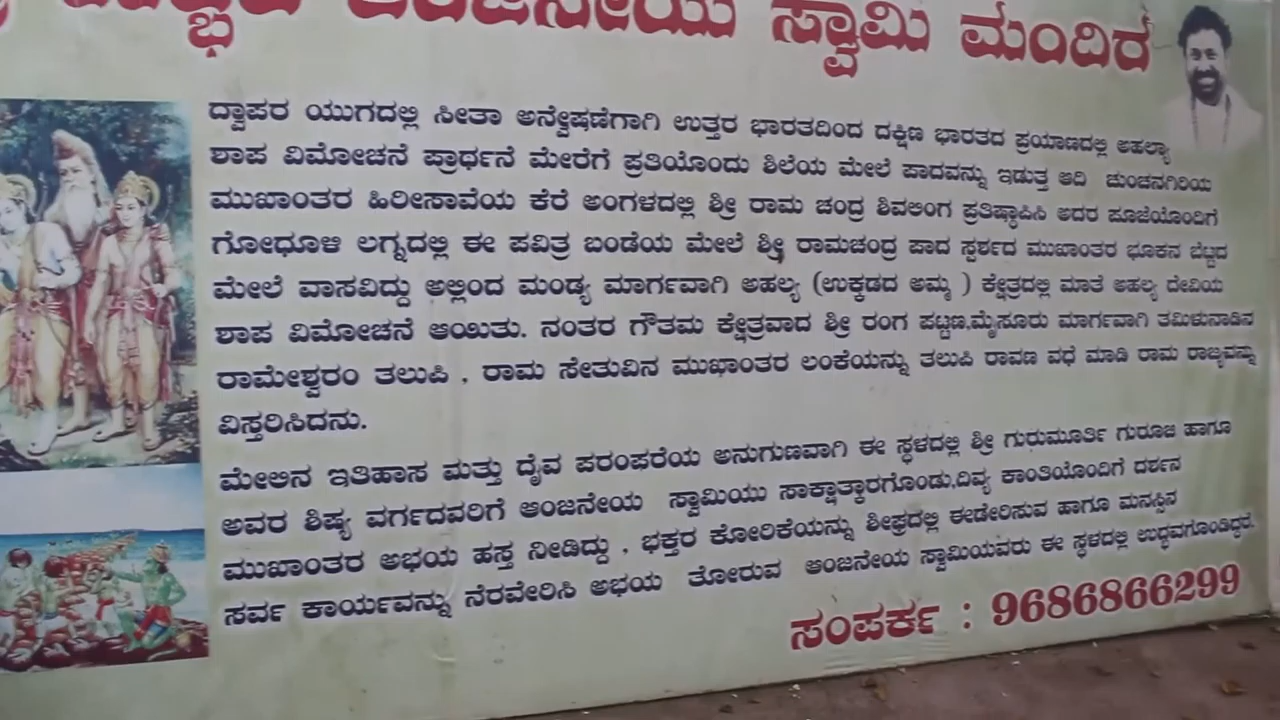 ಆಂಜನೇಯ ಸ್ವಾಮಿ ಮಂದಿರ
ದ್ವಾಪರ ಯುಗದಲ್ಲಿ ಸೀತಾ ಅನ್ವೇಷಣೆಗಾಗಿ ಉತ್ತರ ಭಾರತದಿಂದ ದಕ್ಷಿಣ ಭಾರತದ ಪ್ರಯಾಣದಲ್ಲಿ ಅಹಲ್ಯಾ
ಶಾಪ ವಿಮೋಚನೆ ಪ್ರಾರ್ಥನೆ ಮೇರೆಗೆ ಪ್ರತಿಯೊಂದು ಶಿಲೆಯ ಮೇಲೆ ಪಾದವನ್ನು ಇಡುತ್ತ ಆದಿ ಚುಂಚನಗಿರಿಯ
ಮುಖಾಂತರ ಹಿರೀಸಾವೆಯ ಕೆರೆ ಅಂಗಳದಲ್ಲಿ ಶ್ರೀ ರಾಮ ಚಂದ್ರ ಶಿವಲಿಂಗ ಪ್ರತಿಷ್ಠಾಪಿಸಿ ಅದರ ಪೂಜೆಯೊಂದಿಗೆ
ಗೋಧೂಳಿ ಲಗ್ನದಲ್ಲಿ ಈ ಪವಿತ್ರ ಬಂಡೆಯ ಮೇಲೆ ಶ್ರೀ ರಾಮಚಂದ್ರ ಪಾದ ಸ್ಪರ್ಶದ ಮುಖಾಂತರ ಭೂಕನ ಬೆಟ್ಟದ
ಮೇಲೆ ವಾಸವಿದ್ದು ಅಲ್ಲಿಂದ ಮಂಡ್ಯ ಮಾರ್ಗವಾಗಿ ಅಹಲ್ಯ (ಉಕ್ಕಡದ ಅಮ್ಮ ) ಕ್ಷೇತ್ರದಲ್ಲಿ ಮಾತೆ ಅಹಲ್ಯ ದೇವಿಯ
ಶಾಪ ವಿಮೋಚನೆ ಆಯಿತು. ನಂತರ ಗೌತಮ ಕ್ಷೇತ್ರವಾದ ಶ್ರೀ ರಂಗ ಪಟ್ಟಣ,ಮೈಸೂರು ಮಾರ್ಗವಾಗಿ ತಮಿಳುನಾಡಿನ
ರಾಮೇಶ್ವರಂ ತಲುಪಿ , ರಾಮ ಸೇತುವಿನ ಮುಖಾಂತರ ಲಂಕೆಯನ್ನು ತಲುಪಿ ರಾವಣ ವಧೆ ಮಾಡಿ ರಾಮ ರಾಜ್ಯವನ್ನು
ವಿಸ್ತರಿಸಿದನು.
ಮೇಲಿನ ಇತಿಹಾಸ ಮತ್ತು ದೈವ ಪರಂಪರೆಯ ಅನುಗುಣವಾಗಿ ಈ ಸ್ಥಳದಲ್ಲಿ ಶ್ರೀ ಗುರುಮೂರ್ತಿ ಗುರೂಜಿ ಹಾಗೂ
ಅವರ ಶಿಷ್ಯ ವರ್ಗದವರಿಗೆ ಆಂಜನೇಯ ಸ್ವಾಮಿಯು ಸಾಕ್ಷಾತ್ಕಾರಗೊಂಡು,ದಿವ್ಯ ಕಾಂತಿಯೊಂದಿಗೆ ದರ್ಶನ
ಮುಖಾಂತರ ಅಭಯ ಹಸ್ತ ನೀಡಿದ್ದು , ಭಕ್ತರ ಕೋರಿಕೆಯನ್ನು ಶೀಘ್ರದಲ್ಲಿ ಈಡೇರಿಸುವ ಹಾಗೂ ಮನಸ್ಸಿನ
ಸರ್ವ ಕಾರ್ಯವನ್ನು ನೆರವೇರಿಸಿ ಅಭಯ ತೋರುವ ಆಂಜನೇಯ ಸ್ವಾಮಿಯವರು ಈ ಸ್ಥಳದಲ್ಲಿ ಉದ್ಭವಗೊಂಡಿದ್ದರೆ.
ಸಂಪರ್ಕ : 9686866299